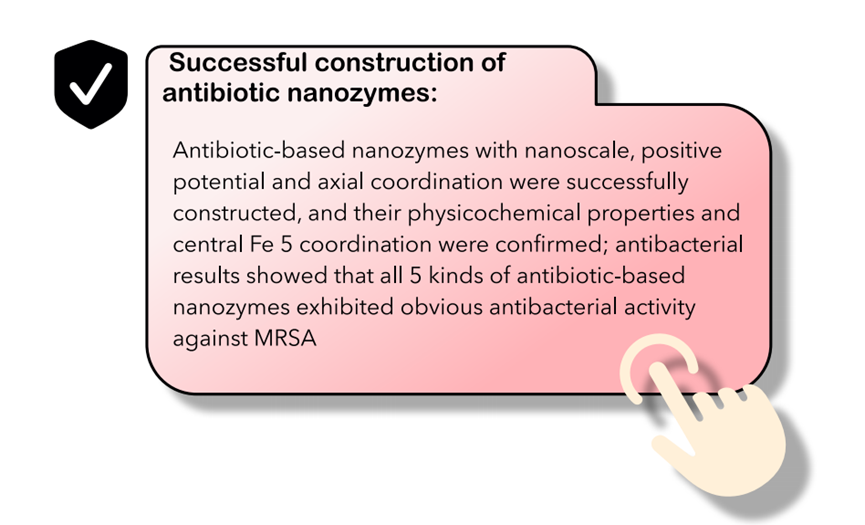 Successful construction of
antibiotic nanozymes:
Antibiotic-based nanozymes with nanoscale, positive
potential and axial coordination were successfully
constructed, and their physicochemical properties and
central Fe 5 coordination were confirmed; antibacterial
results showed that all 5 kinds of antibiotic-based
nanozymes exhibited obvious antibacterial activity
against MRSA